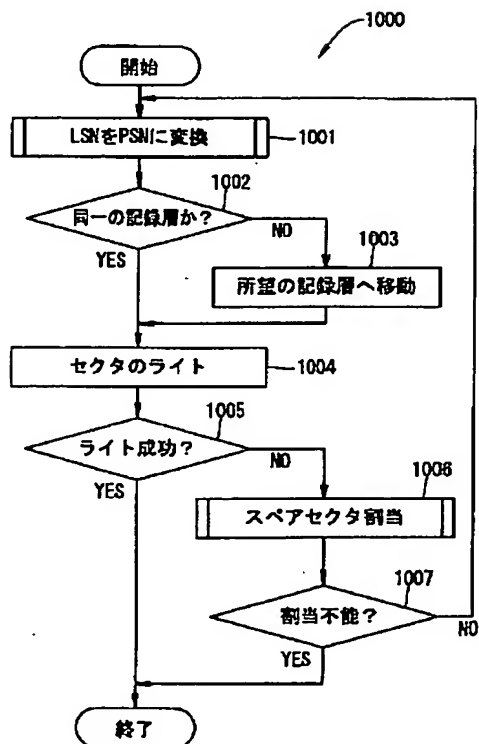 1000
開始
LSNをPSNに変換
1001
1002
同一の記録層か?
NO
YES
1003
所望の記録層へ移動
セクタのライト
1004
1005
ライト成功?
NO
YES
1006
スペアセクタ割当
1007
割当不能?
NO
YES
終了